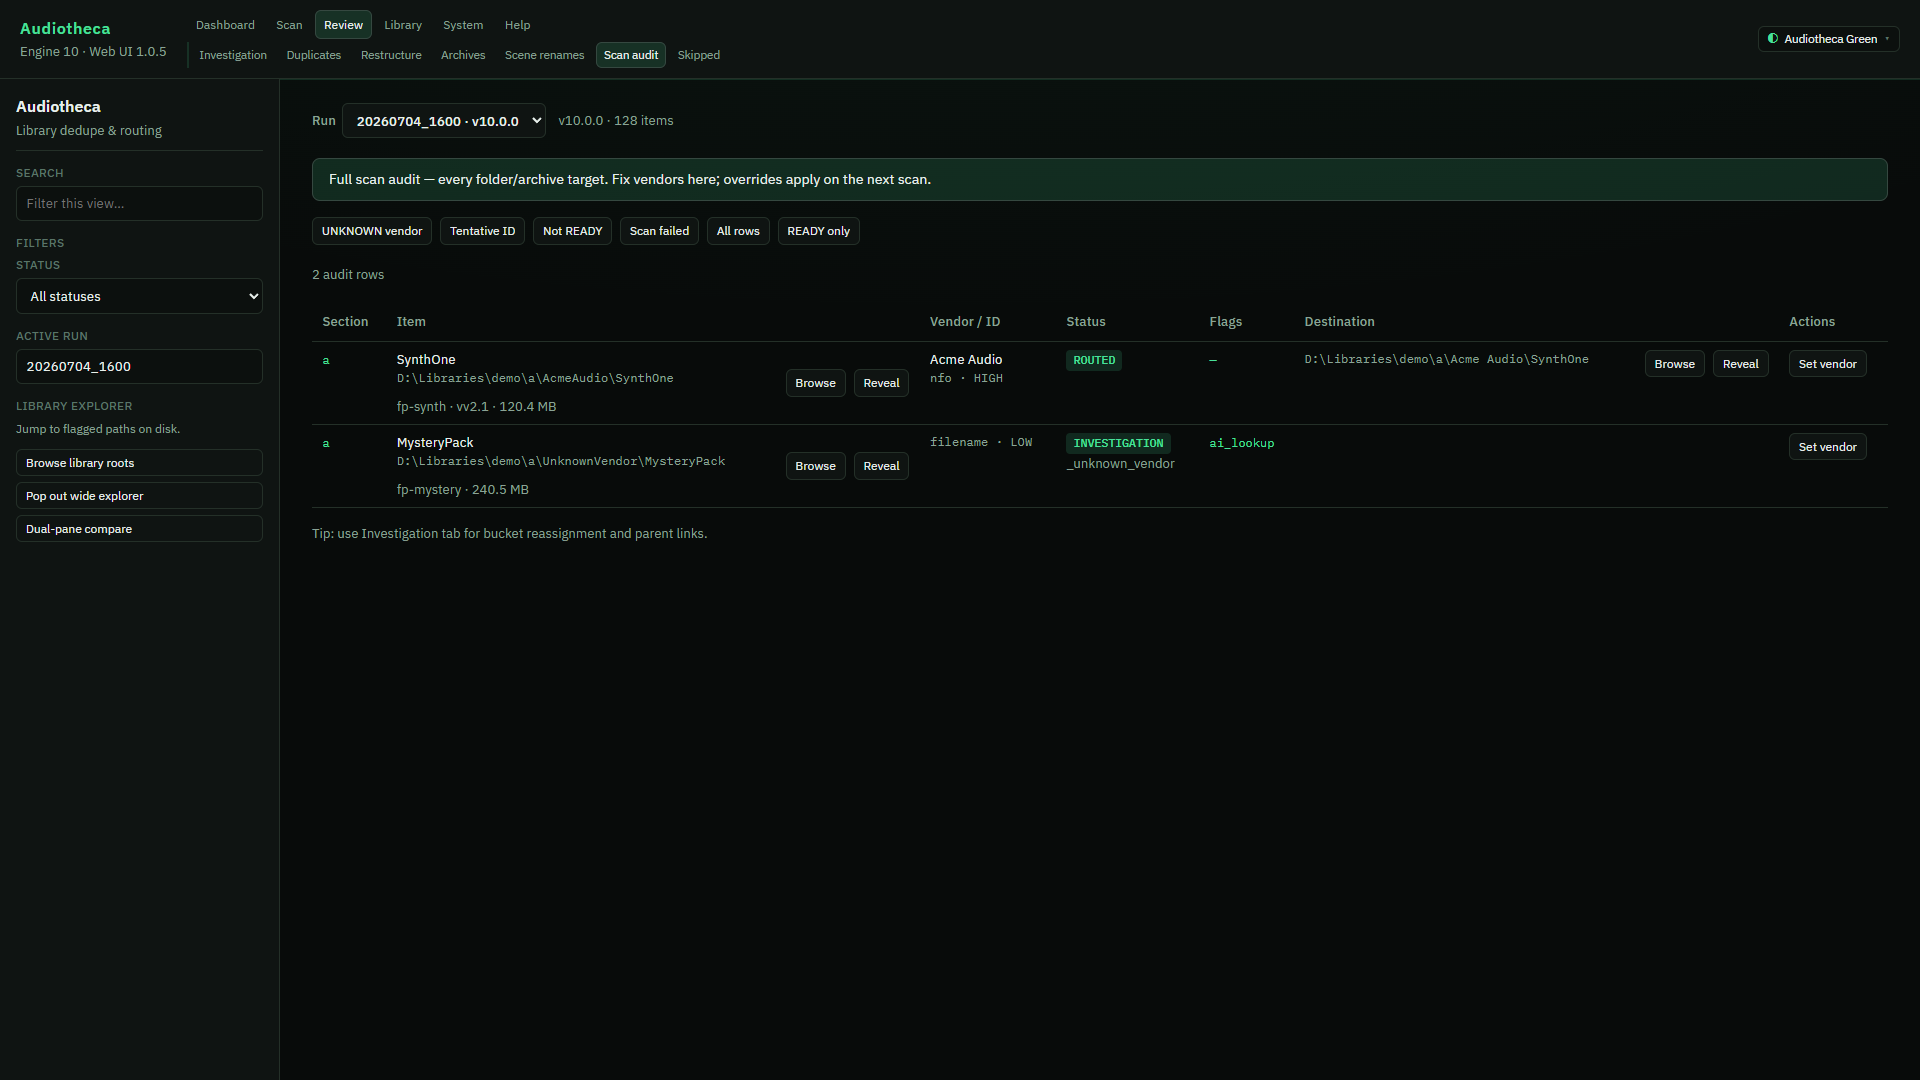 Audiotheca
Engine 10 · Web UI 1.0.5
Dashboard Scan Review Library System Help
Investigation Duplicates Restructure Archives Scene renames Scan audit Skipped
Audiotheca Green
Audiotheca
Library dedupe & routing
SEARCH
Filter this view...
FILTERS
STATUS
All statuses
ACTIVE RUN
20260704_1600
LIBRARY EXPLORER
Jump to flagged paths on disk.
Browse library roots
Pop out wide explorer
Dual-pane compare
Run 20260704_1600 · v10.0.0 v10.0.0 · 128 items
Full scan audit — every folder/archive target. Fix vendors here; overrides apply on the next scan.
UNKNOWN vendor Tentative ID Not READY Scan failed All rows READY only
2 audit rows
Section Item Vendor / ID Status Flags Destination Actions
a SynthOne Acme Audio ROUTED — D:\Libraries\demo\a\Acme Audio\SynthOne Browse Reveal Set vendor
D:\Libraries\demo\a\AcmeAudio\SynthOne Browse Reveal nfo · HIGH
fp-synth · vv2.1 · 120.4 MB
a MysteryPack filename · LOW INVESTIGATION ai_lookup Set vendor
D:\Libraries\demo\a\UnknownVendor\MysteryPack Browse Reveal _unknown_vendor
fp-mystery · 240.5 MB
Tip: use Investigation tab for bucket reassignment and parent links.